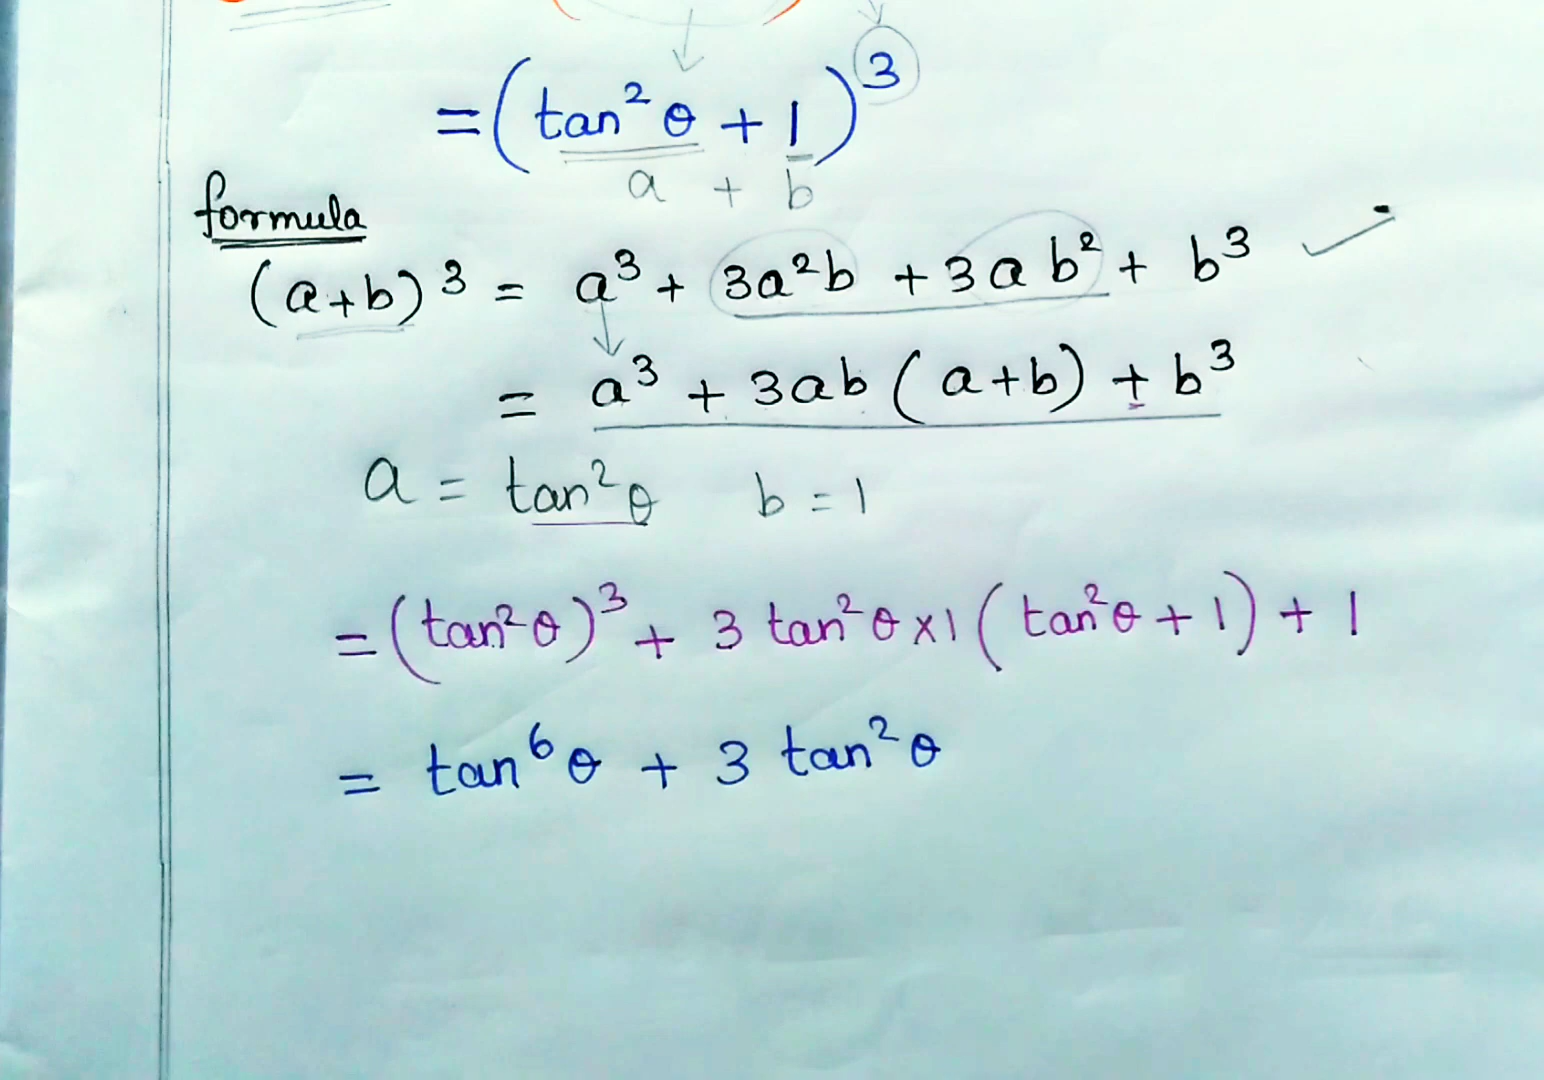 = (tan² θ + 1)³
a + b
formula
(a+b)³ = a³ + 3a²b + 3ab² + b³
= a³ + 3ab (a+b) + b³
a = tan²θ b = 1
= (tan²θ)³ + 3 tan²θ×1 (tan²θ + 1) + 1
= tan⁶θ + 3 tan²θ